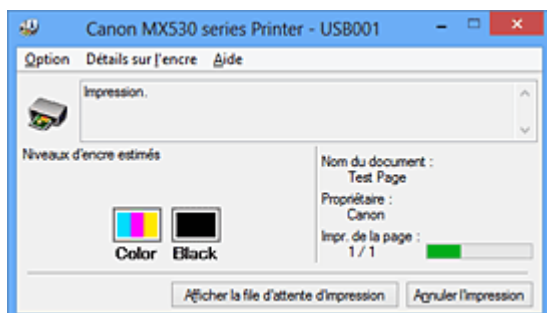 Canon MX530 series Printer - USB001
Option Détails sur l'encre Aide
Impression.
Niveaux d'encre estimés
Color Black
Nom du document :
Test Page
Propriétaire :
Canon
Impr. de la page :
1 / 1
Afficher la file d'attente d'impression Annuler l'impression